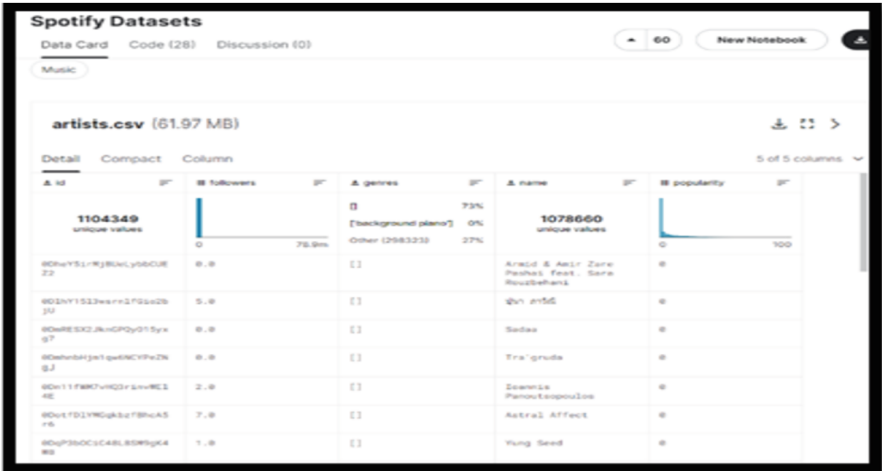 Spotify Datasets
Data Card Code (28) Discussion (0)
60 New Notebook
Music
artists.csv (61.97 MB)
Detail Compact Column 5 of 5 columns
id followers genres name popularity
1104349 unique values
0 78.9m
[] 73%
['background piano'] 0%
Other (298323) 27%
1078660 unique values
0 100
0.0 [] Armid & Amir Zare Pashai feat. Sara Rouzbehani 0
5.0 [] 0
0.0 [] Sadaa 0
0.0 [] Tra'gruda 0
2.0 [] Ioannis Panoutsopoulos 0
7.0 [] Astral Affect 0
1.0 [] Yung Seed 0